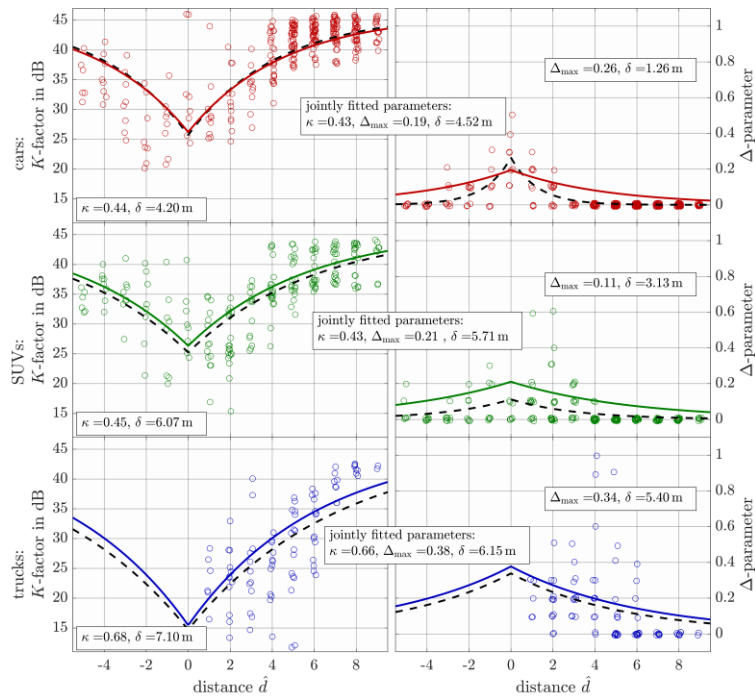 cars:
K-factor in dB
45
40
35
30
25
20
15
κ =0.44, δ =4.20 m
jointly fitted parameters:
κ =0.43, Δmax =0.19, δ =4.52 m
Δmax =0.26, δ =1.26 m
1
0.8
0.6
0.4
0.2
0
Δ-parameter
SUVs:
K-factor in dB
45
40
35
30
25
20
15
κ =0.45, δ =6.07 m
jointly fitted parameters:
κ =0.43, Δmax =0.21 , δ =5.71 m
Δmax =0.11, δ =3.13 m
1
0.8
0.6
0.4
0.2
0
Δ-parameter
trucks:
K-factor in dB
45
40
35
30
25
20
15
κ =0.68, δ =7.10 m
jointly fitted parameters:
κ =0.66, Δmax =0.38, δ =6.15 m
Δmax =0.34, δ =5.40 m
1
0.8
0.6
0.4
0.2
0
Δ-parameter
-4 -2 0 2 4 6 8
distance d̂
-4 -2 0 2 4 6 8
distance d̂